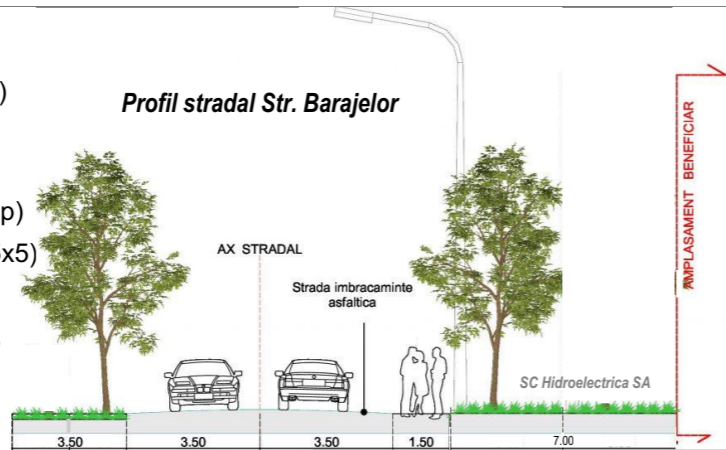 )
Profil stradal Str. Barajelor
p)
x5)
AX STRADAL
Strada imbracaminte
asfaltica
AMPLASAMENT BENEFICIAR
SC Hidroelectrica SA
3.50 3.50 3.50 1.50 7.00